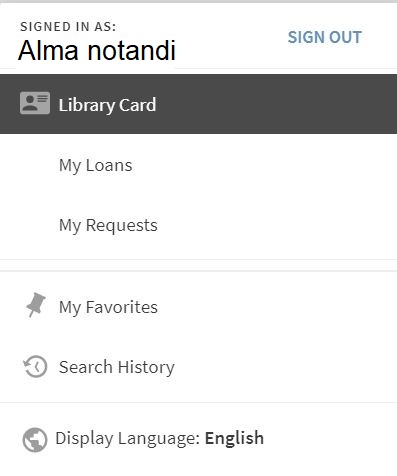 SIGNED IN AS:
Alma notandi
SIGN OUT
Library Card
My Loans
My Requests
My Favorites
Search History
Display Language: English